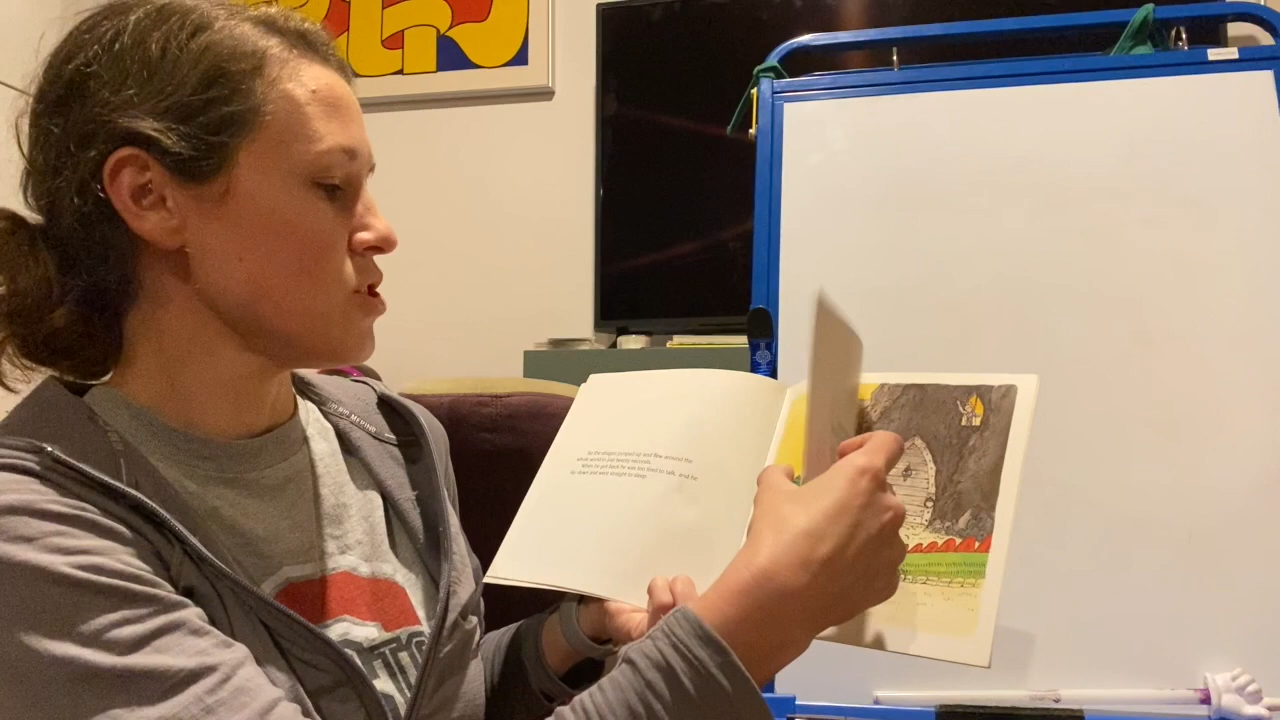 So the dragon jumped up and flew around the
whole world in just twenty seconds.
When he got back he was too tired to talk, and he
lay down and went straight to sleep.
MERINO